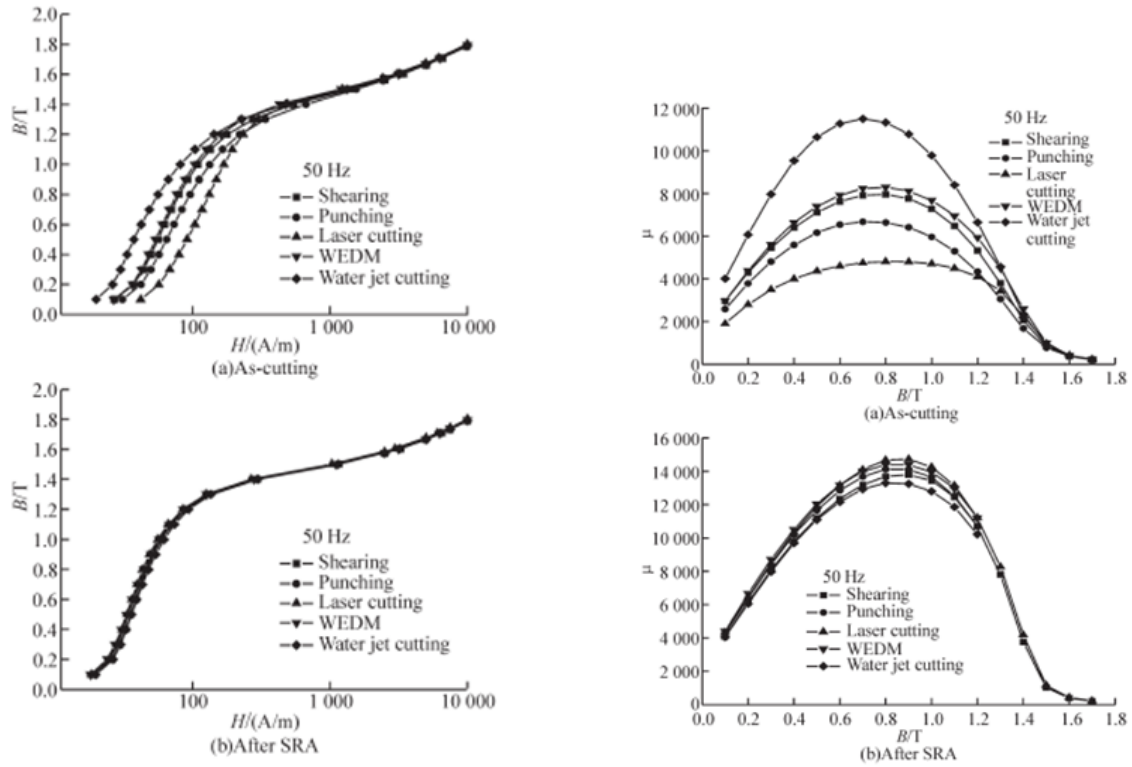 2.0
1.8
1.6
1.4
1.2
1.0
0.8
0.6
0.4
0.2
0.0
B/T
50 Hz
Shearing
Punching
Laser cutting
WEDM
Water jet cutting
100
1 000
10 000
H/(A/m)
(a)As-cutting
12 000
10 000
8 000
6 000
4 000
2 000
μ
50 Hz
Shearing
Punching
Laser
cutting
WEDM
Water jet
cutting
0.0 0.2 0.4 0.6 0.8 1.0 1.2 1.4 1.6 1.8
B/T
(a)As-cutting
2.0
1.8
1.6
1.4
1.2
1.0
0.8
0.6
0.4
0.2
0.0
B/T
50 Hz
Shearing
Punching
Laser cutting
WEDM
Water jet cutting
100
1 000
10 000
H/(A/m)
(b)After SRA
16 000
14 000
12 000
10 000
8 000
6 000
4 000
2 000
0
μ
50 Hz
Shearing
Punching
Laser cutting
WEDM
Water jet cutting
0.0 0.2 0.4 0.6 0.8 1.0 1.2 1.4 1.6 1.8
B/T
(b)After SRA